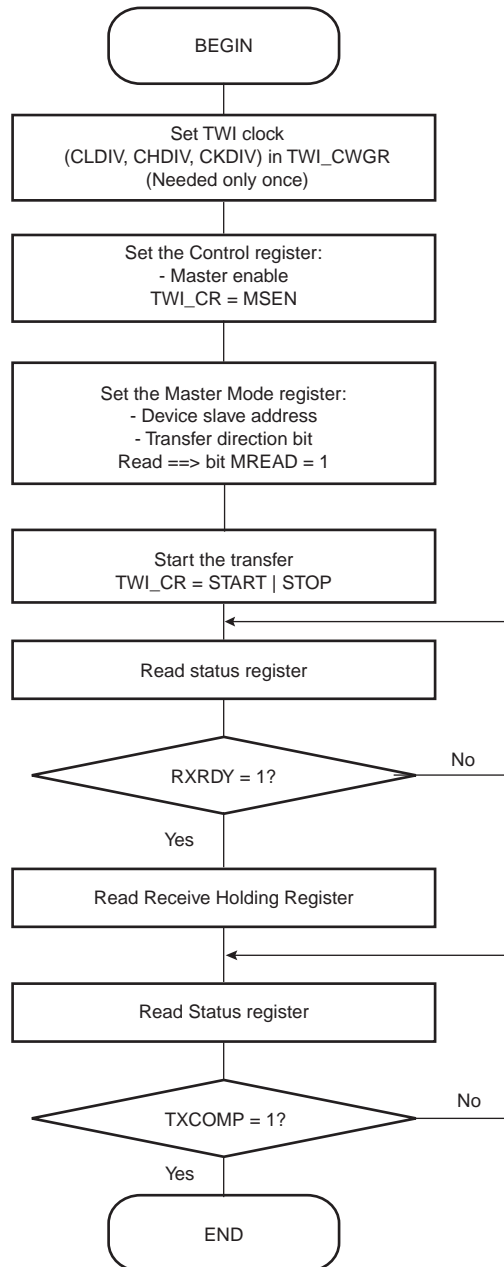 BEGIN
Set TWI clock
(CLDIV, CHDIV, CKDIV) in TWI_CWGR
(Needed only once)
Set the Control register:
- Master enable
TWI_CR = MSEN
Set the Master Mode register:
- Device slave address
- Transfer direction bit
Read ==> bit MREAD = 1
Start the transfer
TWI_CR = START | STOP
Read status register
RXRDY = 1?
No
Yes
Read Receive Holding Register
Read Status register
TXCOMP = 1?
No
Yes
END